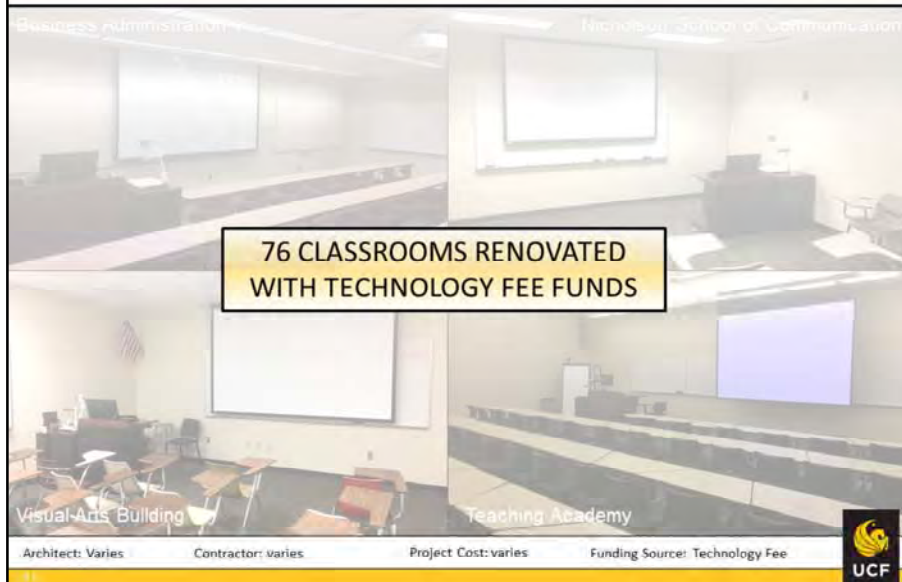 Business Administration
Nicholson School of Communication
76 CLASSROOMS RENOVATED
WITH TECHNOLOGY FEE FUNDS
Visual Arts Building
Teaching Academy
Architect: Varies Contractor: varies Project Cost: varies Funding Source: Technology Fee
UCF